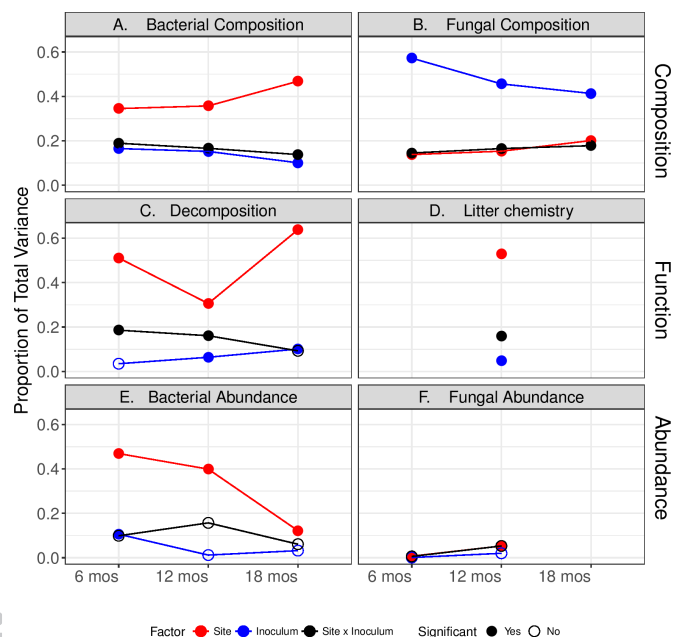 A. Bacterial Composition
B. Fungal Composition
0.6
0.4
0.2
0.0
Composition
C. Decomposition
D. Litter chemistry
0.6
0.4
0.2
0.0
Function
Proportion of Total Variance
E. Bacterial Abundance
F. Fungal Abundance
0.6
0.4
0.2
0.0
Abundance
6 mos 12 mos 18 mos 6 mos 12 mos 18 mos
Factor Site Inoculum Site x Inoculum Significant Yes No